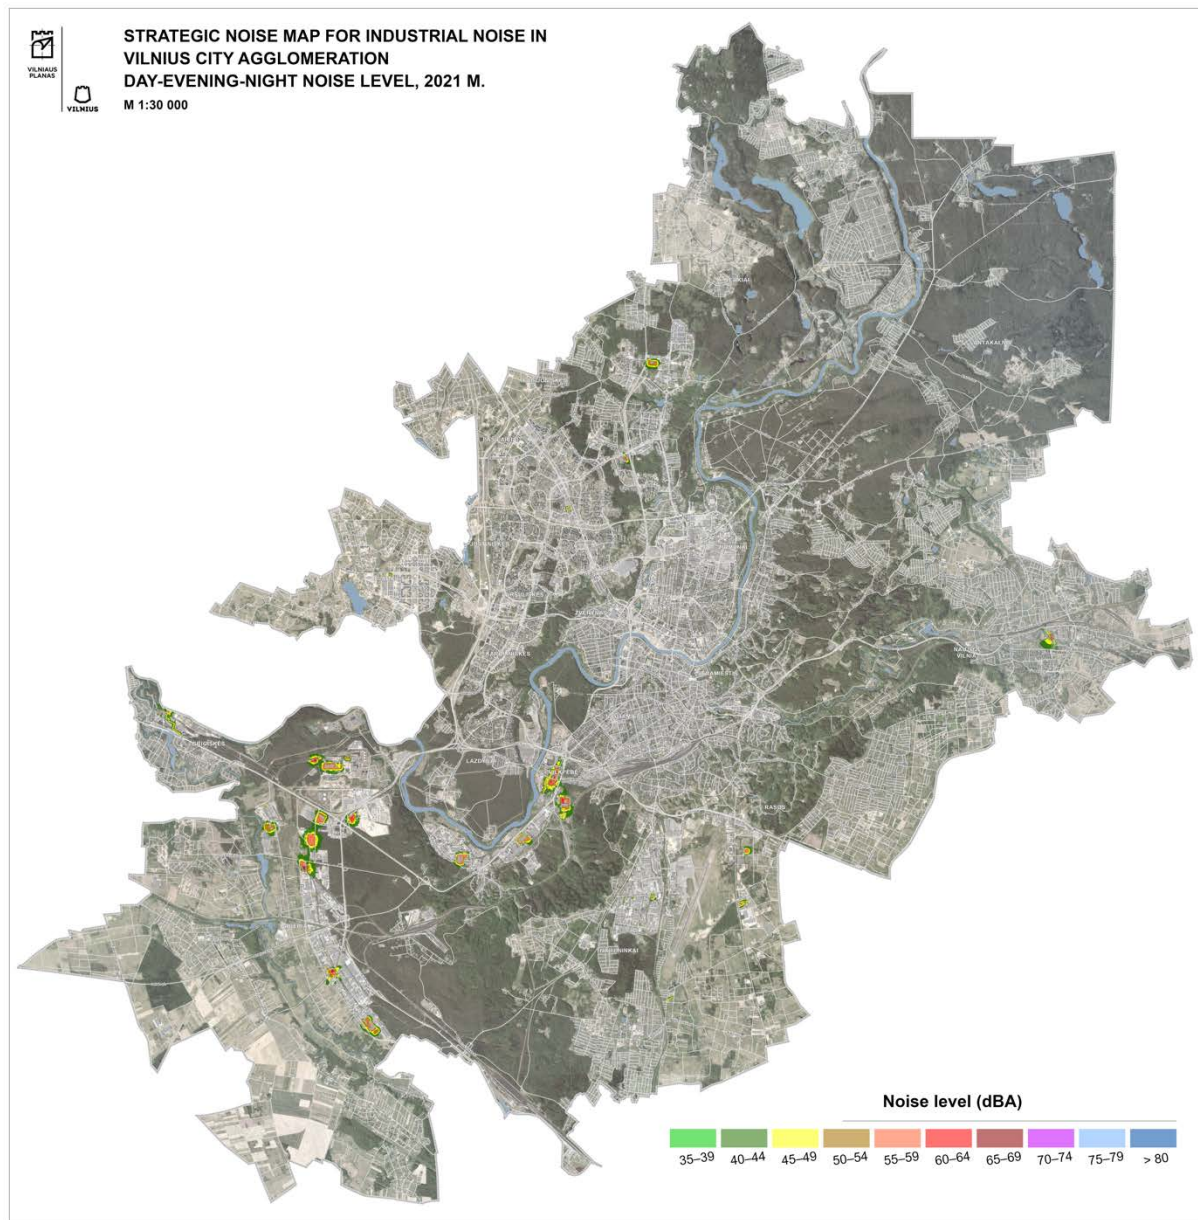 STRATEGIC NOISE MAP FOR INDUSTRIAL NOISE IN
VILNIUS CITY AGGLOMERATION
DAY-EVENING-NIGHT NOISE LEVEL, 2021 M.
M 1:30 000
VILNIAUS
PLANAS
VILNIUS
LAZDYNAI
RASOS
Noise level (dBA)
35–39 40–44 45–49 50–54 55–59 60–64 65–69 70–74 75–79 > 80